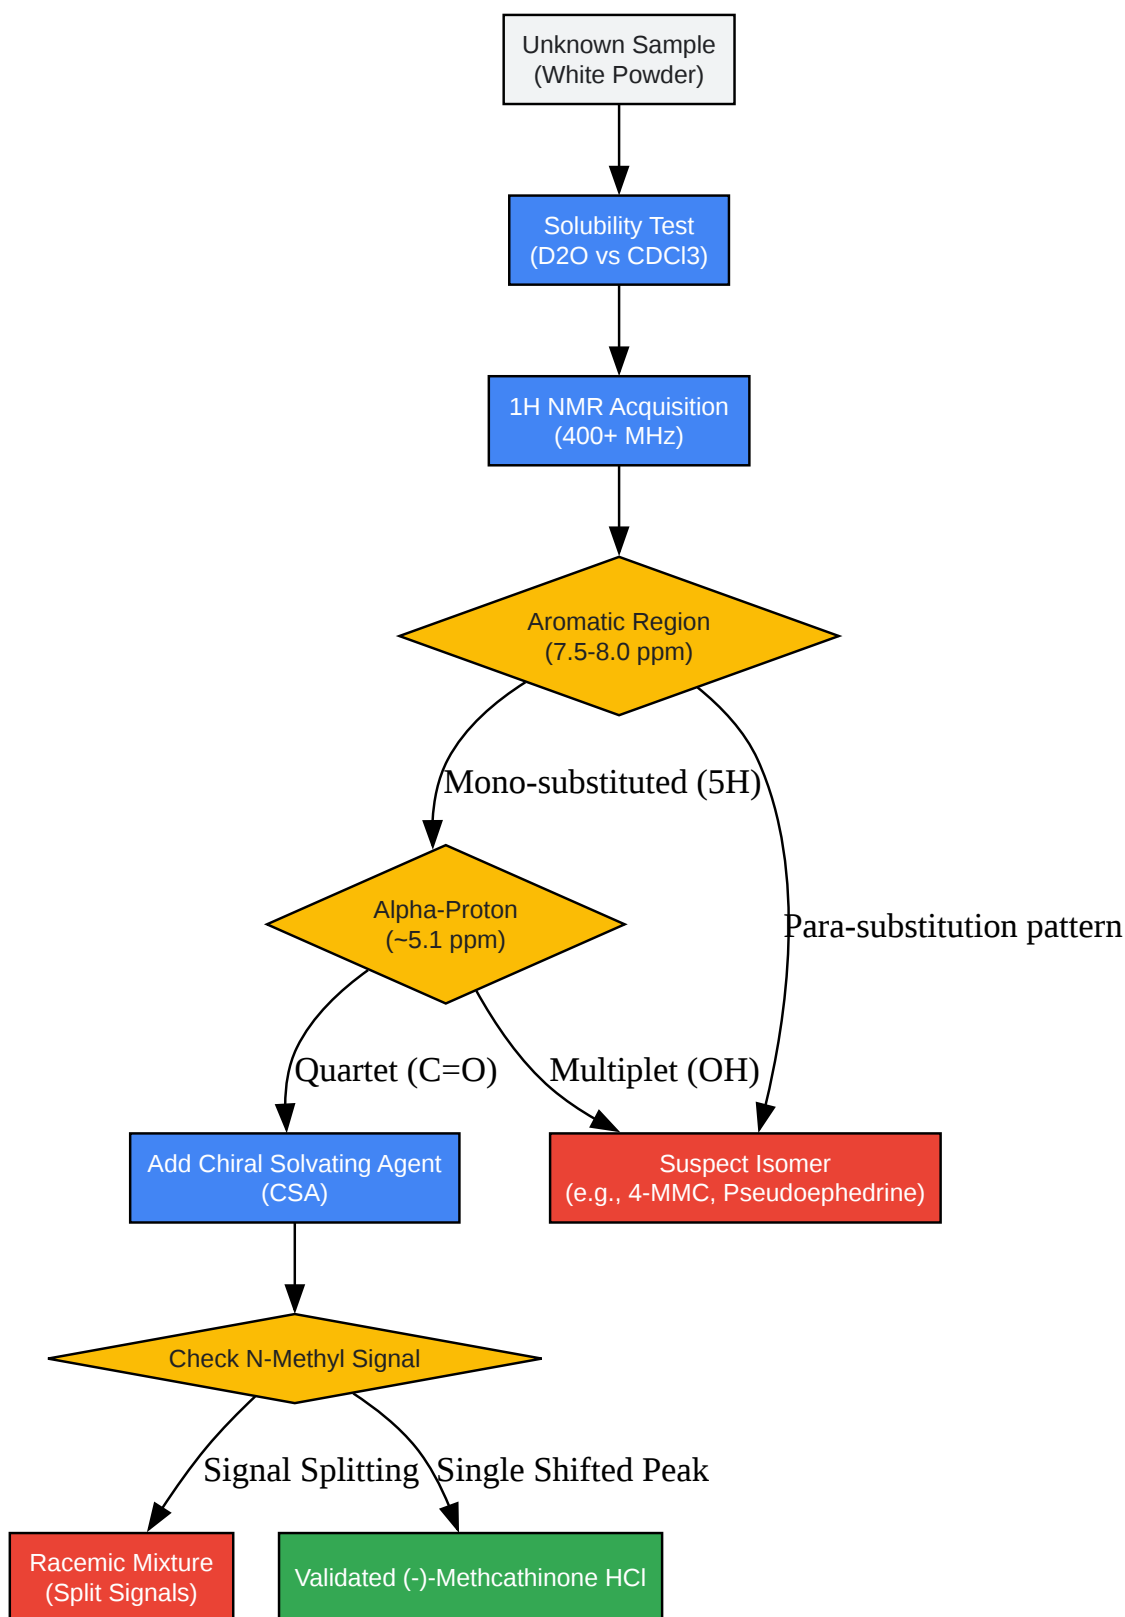 Unknown Sample
(White Powder)
Solubility Test
(D2O vs CDCl3)
1H NMR Acquisition
(400+ MHz)
Aromatic Region
(7.5-8.0 ppm)
Mono-substituted (5H)
Alpha-Proton
(~5.1 ppm)
Para-substitution pattern
Quartet (C=O)
Multiplet (OH)
Add Chiral Solvating Agent
(CSA)
Suspect Isomer
(e.g., 4-MMC, Pseudoephedrine)
Check N-Methyl Signal
Signal Splitting
Single Shifted Peak
Racemic Mixture
(Split Signals)
Validated (-)-Methcathinone HCl